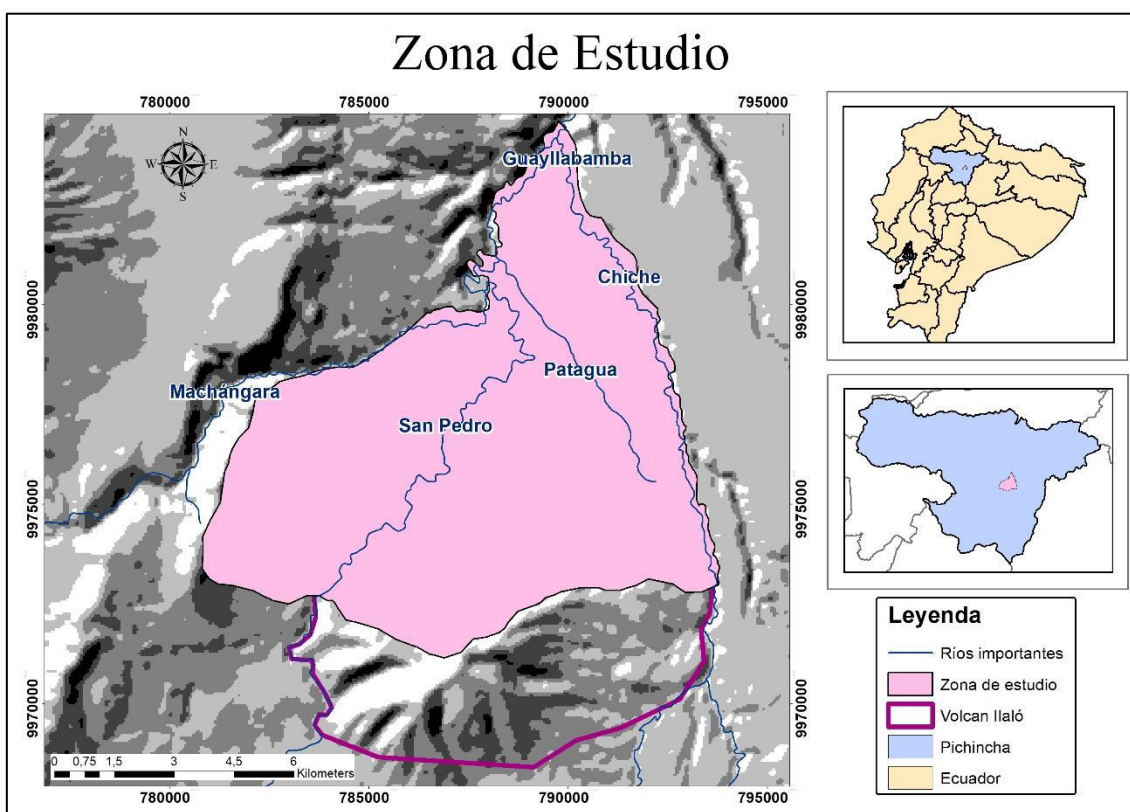 Zona de Estudio
780000 785000 790000 795000
N
W E
S
Guayllabamba
9980000 9980000
Chiche
Machángara
Patagua
San Pedro
9975000 9975000
9970000 9970000
0 0,75 1,5 3 4,5 6
Kilometers
780000 785000 790000 795000
Leyenda
Ríos importantes
Zona de estudio
Volcan Ilaló
Pichincha
Ecuador